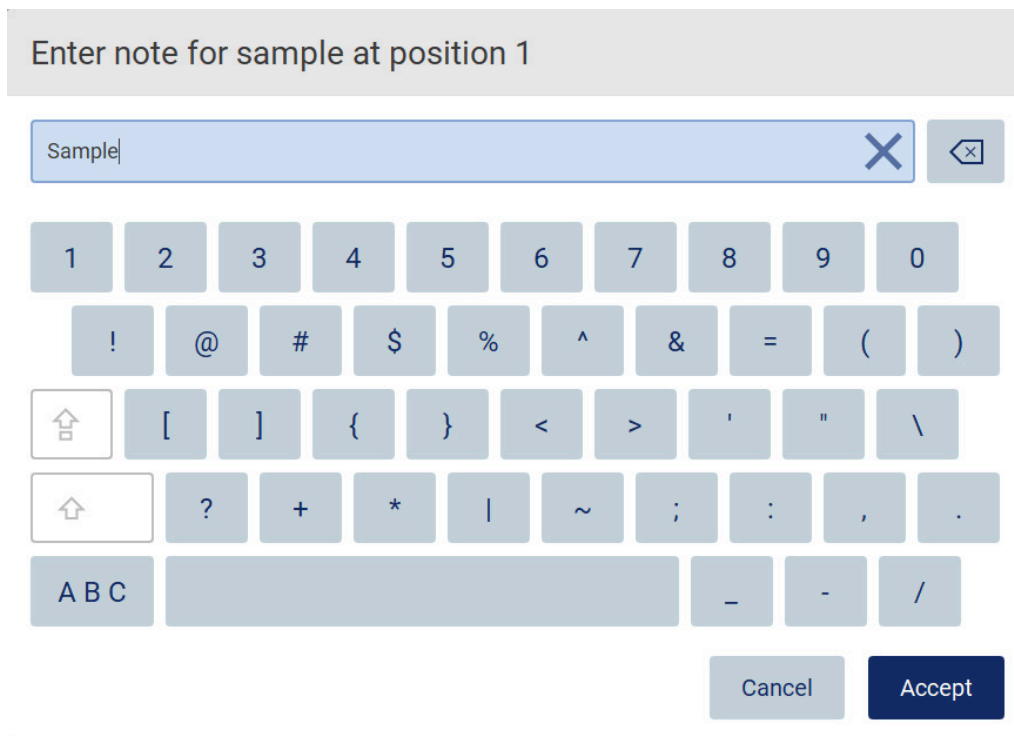 Enter note for sample at position 1
Sample
1 2 3 4 5 6 7 8 9 0
! @ # $ % ^ & = ( )
[ ] { } < > ' " \
? + * | ~ ; : , .
A B C _ - /
Cancel Accept